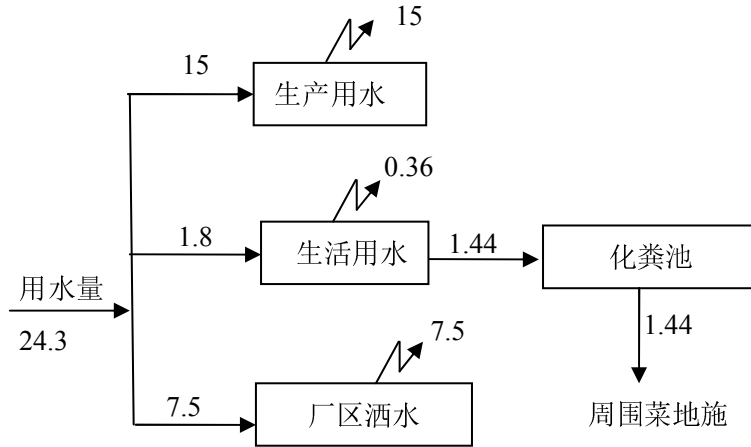 15
15
生产用水
0.36
1.8
生活用水
1.44
化粪池
用水量
24.3
1.44
7.5
7.5
厂区洒水
周围菜地施